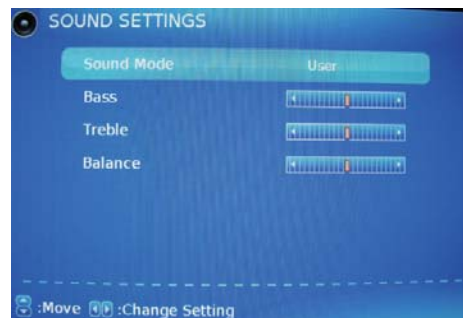 SOUND SETTINGS
Sound Mode User
Bass
Treble
Balance
:Move :Change Setting